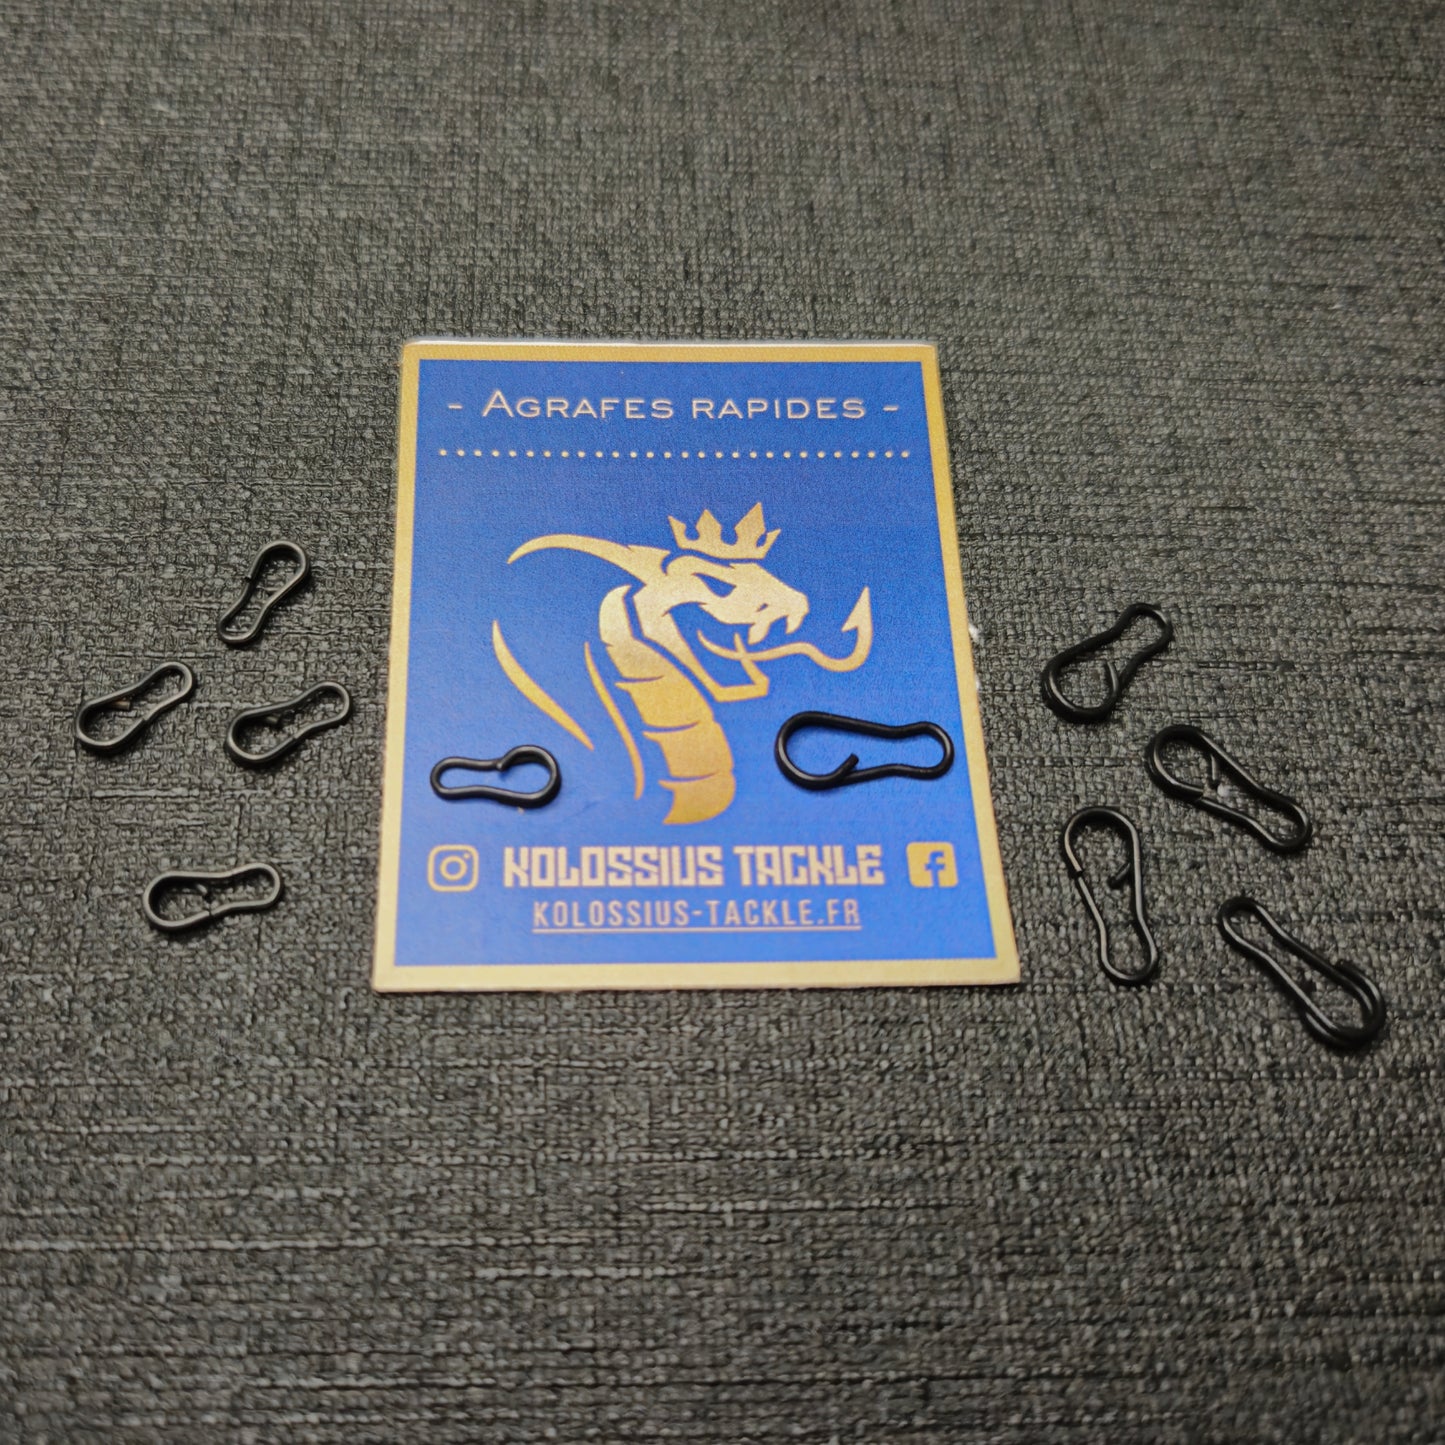 - AGRAFES RAPIDES -
KOLOSSIUS TACKLE
KOLOSSIUS-TACKLE.FR